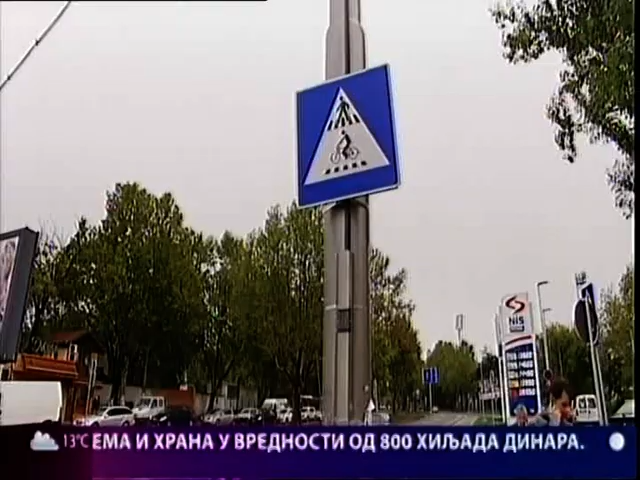 NIS
13°C ЕМА И ХРАНА У ВРЕДНОСТИ ОД 800 ХИЉАДА ДИНАРА.